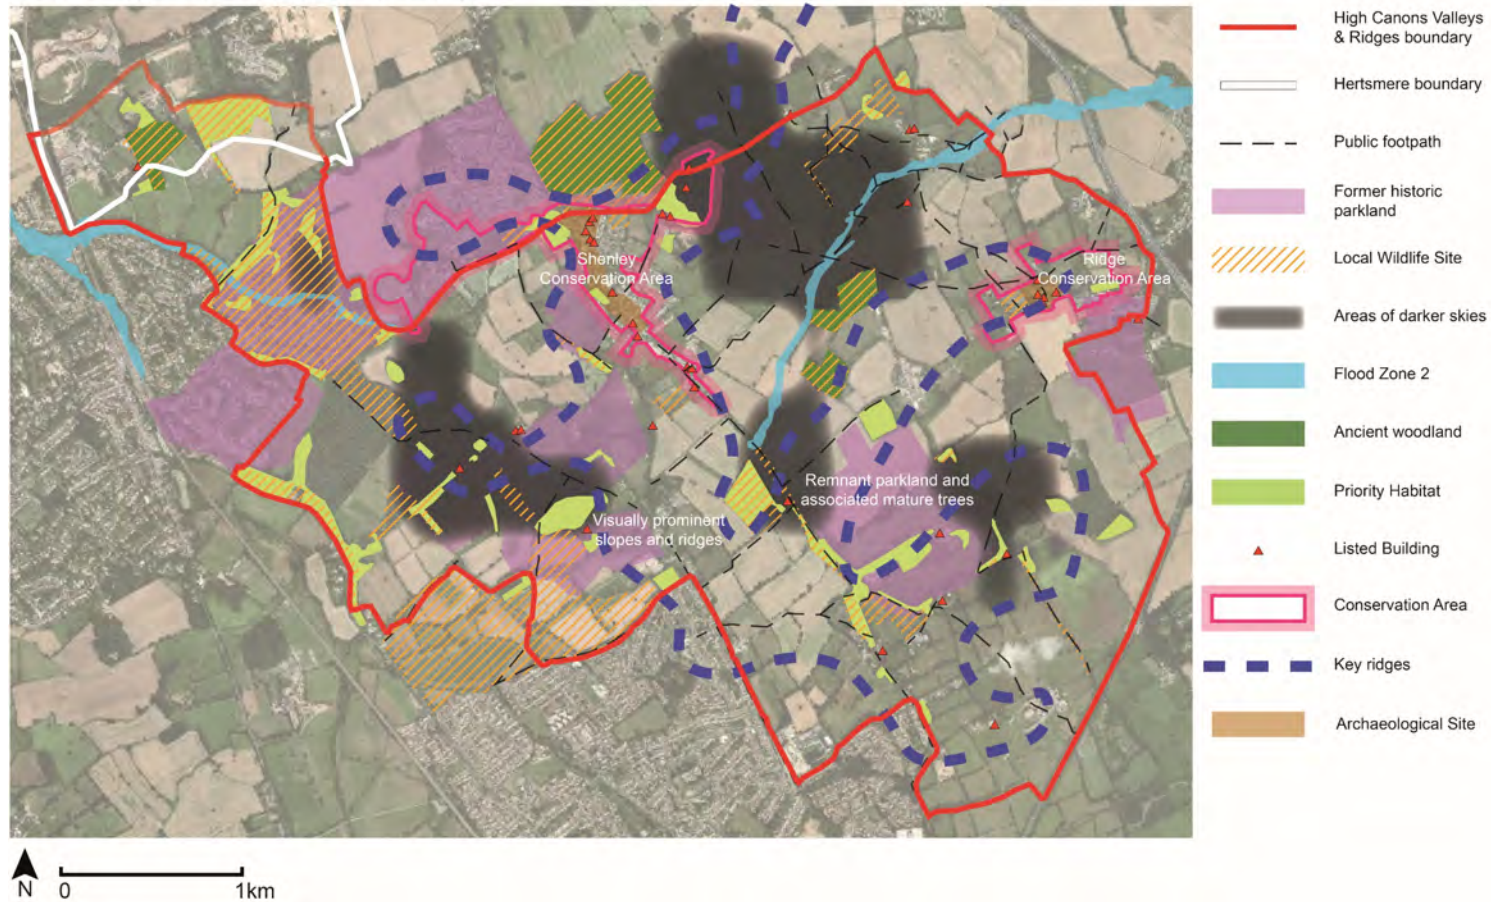 Shenley
Conservation Area
Ridge
Conservation Area
Remnant parkland and
associated mature trees
Visually prominent
slopes and ridges
High Canons Valleys
& Ridges boundary
Hertsmere boundary
Public footpath
Former historic
parkland
Local Wildlife Site
Areas of darker skies
Flood Zone 2
Ancient woodland
Priority Habitat
Listed Building
Conservation Area
Key ridges
Archaeological Site
N
0
1km